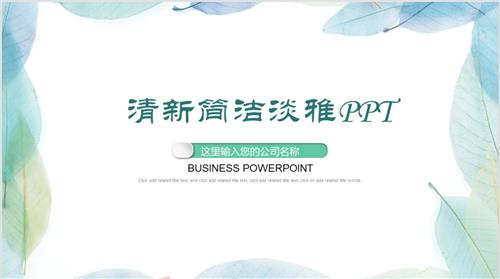 清新简洁淡雅PPT
这里输入您的公司名称
BUSINESS POWERPOINT
Click add related title text, and click add related title text, click add related title text, click on add related title words.